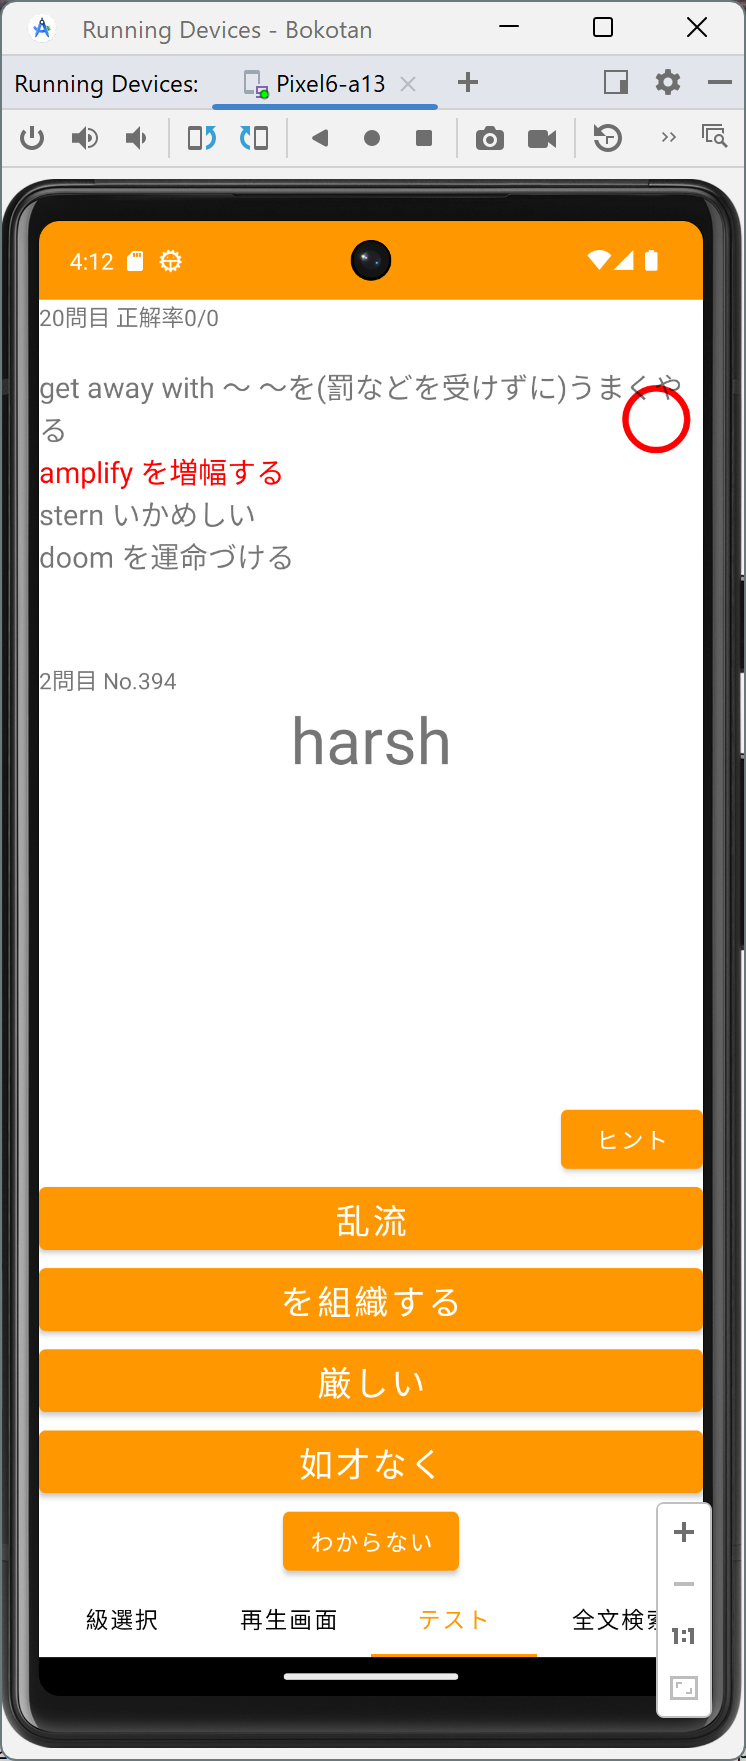 Running Devices - Bokotan
Running Devices:
Pixel6-a13
4:12
20問目 正解率0/0
get away with ～ ～を(罰などを受けずに)うまくや
る
amplify を増幅する
stern いかめしい
doom を運命づける
2問目 No.394
harsh
ヒント
乱流
を組織する
厳しい
如才なく
わからない
級選択
再生画面
テスト
全文検索
1:1